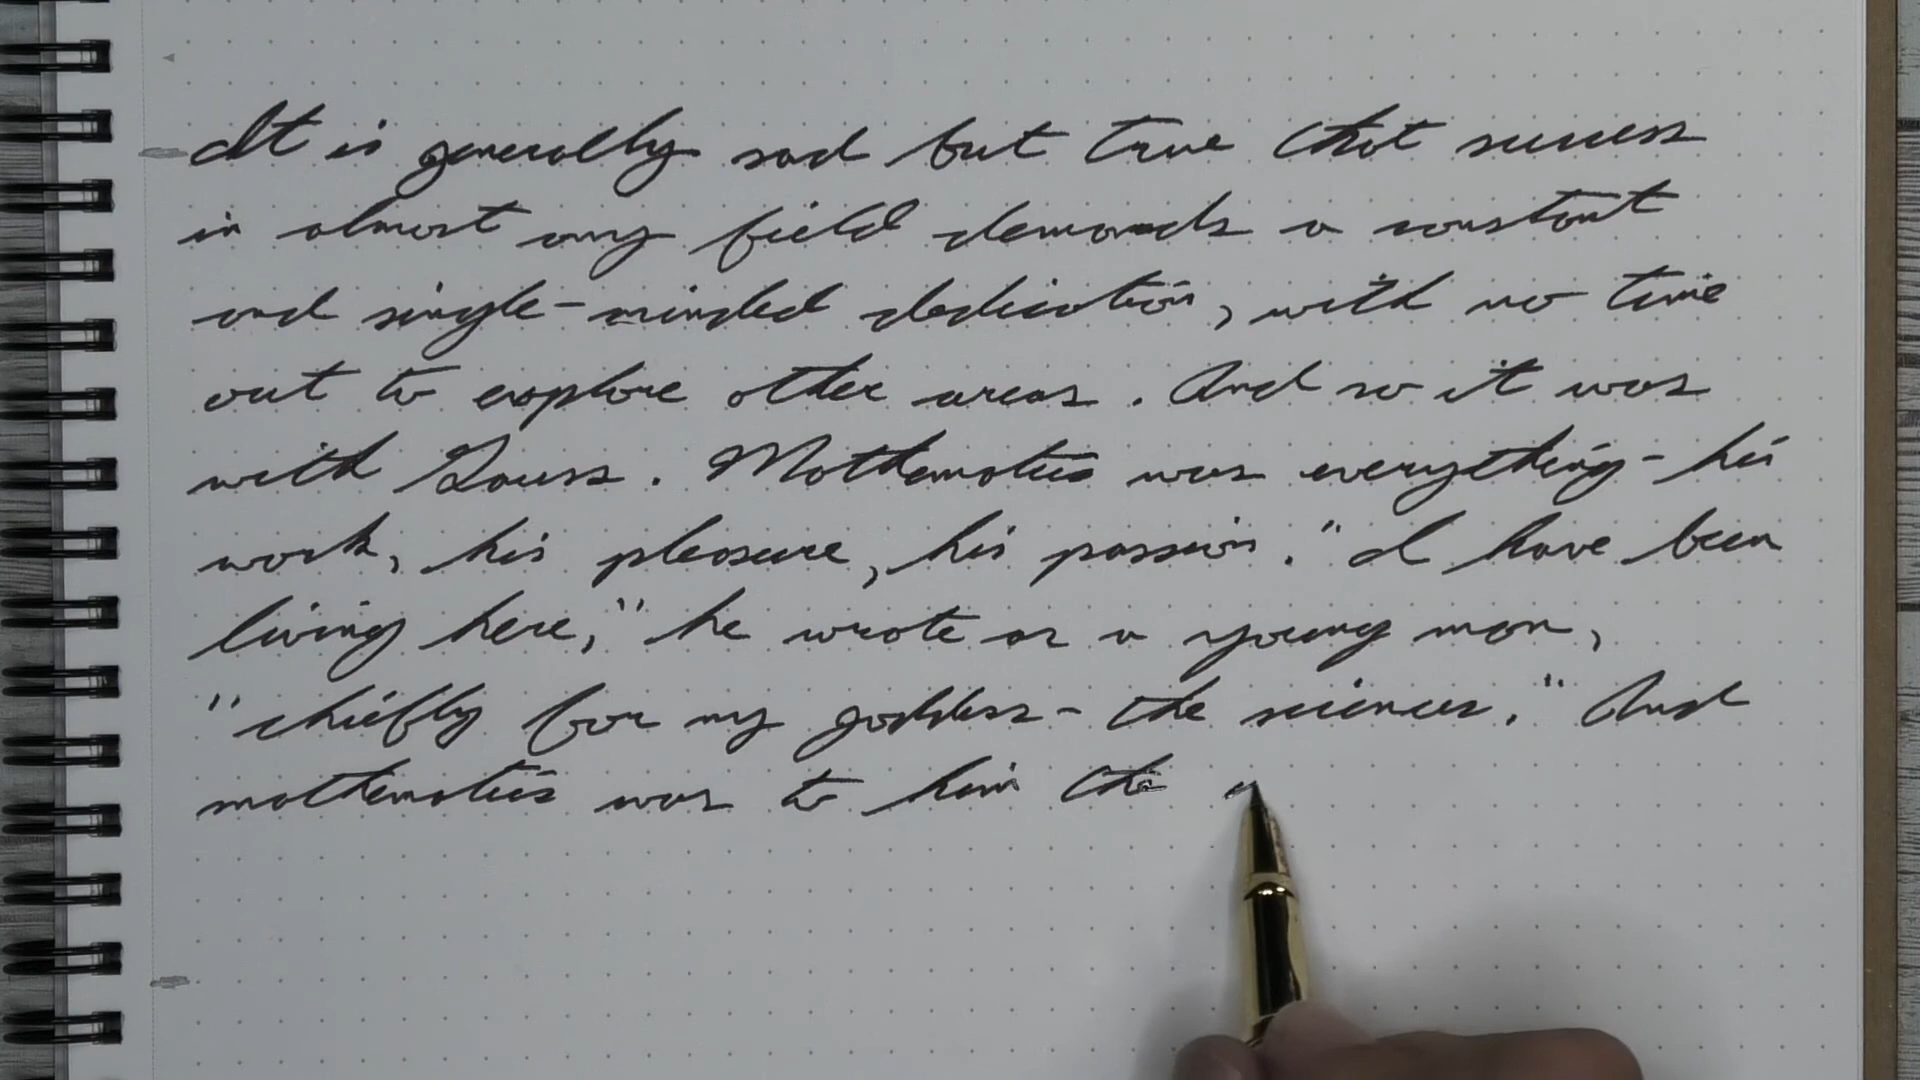 It is generally sad but true that success
in almost any field demands a constant
and single-minded dedication, with no time
out to explore other areas. And so it was
with Gauss. Mathematics was everything - his
work, his pleasure, his passion. "I have been
living here," he wrote as a young man,
"chiefly for my goddess - the sciences." And
mathematics was to him the